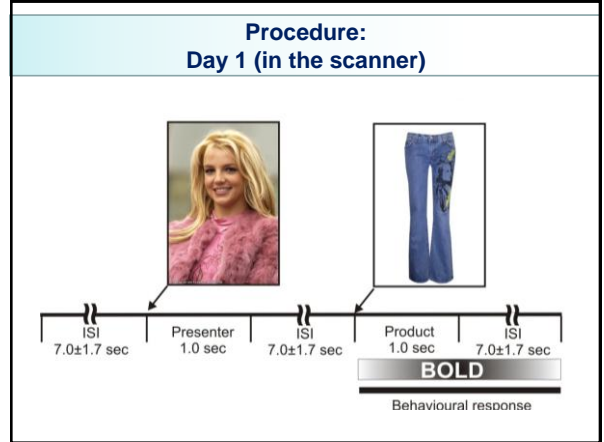 Procedure:
Day 1 (in the scanner)
ISI
7.0±1.7 sec
Presenter
1.0 sec
ISI
7.0±1.7 sec
Product
1.0 sec
ISI
7.0±1.7 sec
BOLD
Behavioural response